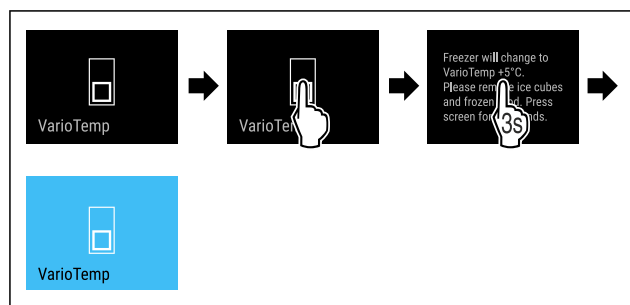 VarioTemp
VarioTe
Freezer will change to
VarioTemp +5°C.
Please rem e ice cubes
and frozen d. Press
screen for nds.
3s
VarioTemp